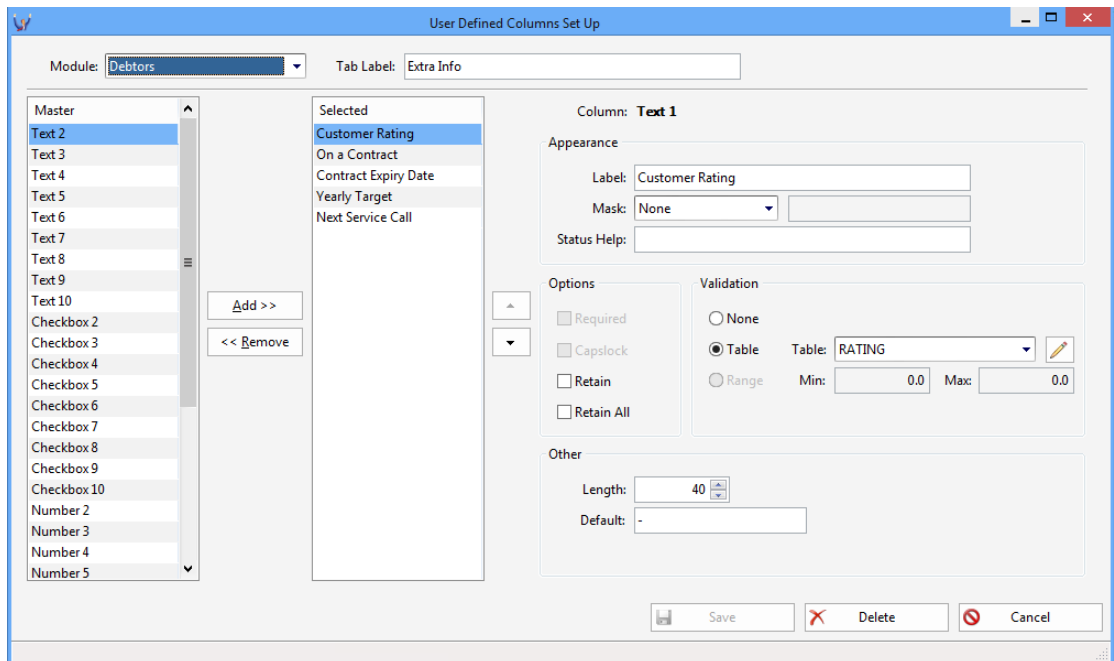 User Defined Columns Set Up
Module: Debtors Tab Label: Extra Info
Master
Text 2
Text 3
Text 4
Text 5
Text 6
Text 7
Text 8
Text 9
Text 10
Checkbox 2
Checkbox 3
Checkbox 4
Checkbox 5
Checkbox 6
Checkbox 7
Checkbox 8
Checkbox 9
Checkbox 10
Number 2
Number 3
Number 4
Number 5
Add >>
<< Remove
Selected
Customer Rating
On a Contract
Contract Expiry Date
Yearly Target
Next Service Call
Column: Text 1
Appearance
Label: Customer Rating
Mask: None
Status Help:
Options
Required
Capslock
Retain
Retain All
Validation
None
Table Table: RATING
Range Min: 0.0 Max: 0.0
Other
Length: 40
Default: -
Save Delete Cancel